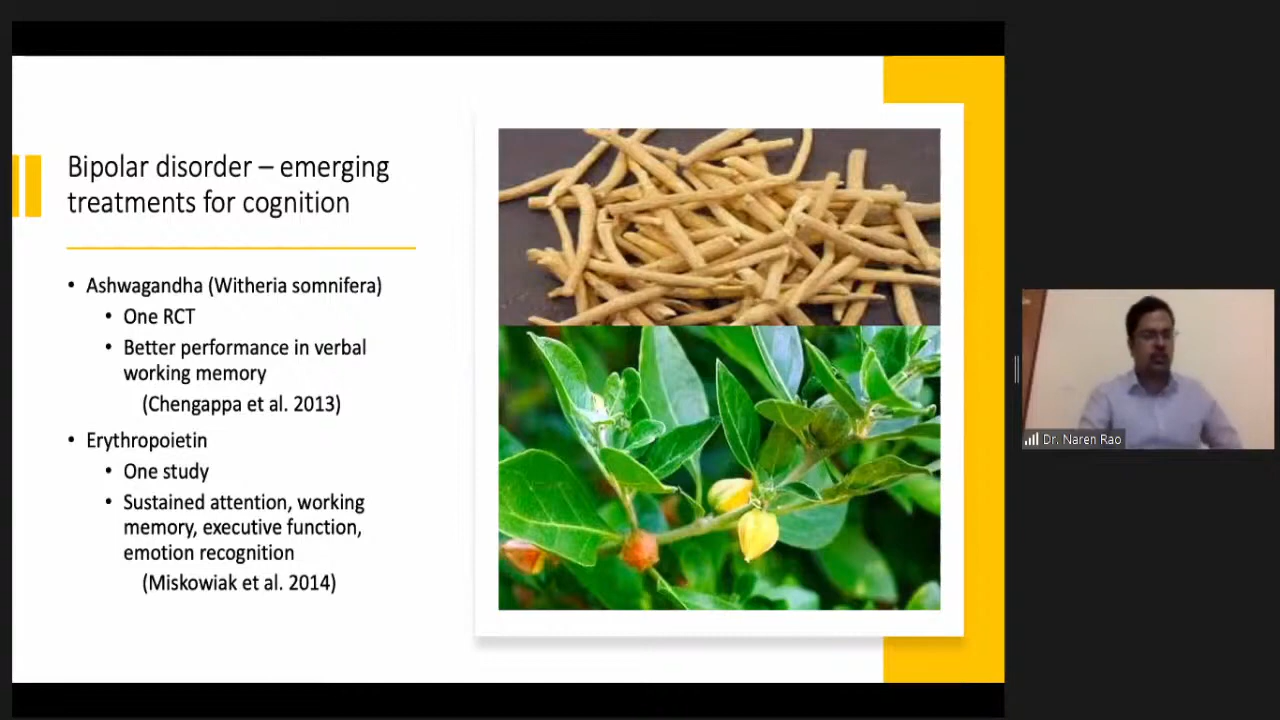 Bipolar disorder – emerging
treatments for cognition
• Ashwagandha (Witheria somnifera)
• One RCT
• Better performance in verbal
working memory
(Chengappa et al. 2013)
• Erythropoietin
• One study
• Sustained attention, working
memory, executive function,
emotion recognition
(Miskowiak et al. 2014)
Dr. Naren Rao